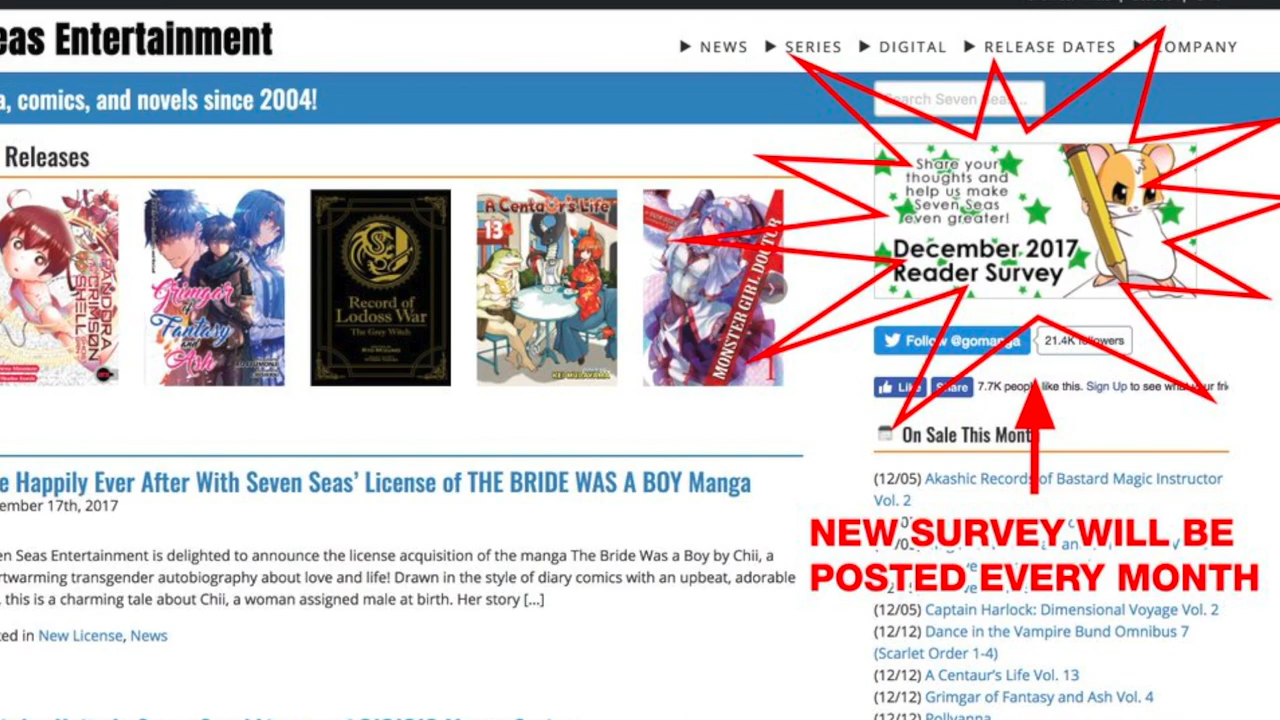 eas Entertainment
NEWS SERIES DIGITAL RELEASE DATES COMPANY
a, comics, and novels since 2004!
Search Seven Seas...
Releases
Share your
thoughts and
help us make
Seven Seas
even greater!
December 2017
Reader Survey
PANDORA
CRIMSON
SHELL
Grimgar
of
Fantasy
and
Ash
Record of
Lodoss War
The Grey Witch
A Centaur's Life
13
KEI MURAYAMA
MONSTER GIRL DOCTOR
1
Follow @gomanga
21.4K followers
Like Share 7.7K people like this. Sign Up to see what your frie
On Sale This Month
e Happily Ever After With Seven Seas' License of THE BRIDE WAS A BOY Manga
ember 17th, 2017
en Seas Entertainment is delighted to announce the license acquisition of the manga The Bride Was a Boy by Chii, a
rtwarming transgender autobiography about love and life! Drawn in the style of diary comics with an upbeat, adorable
, this is a charming tale about Chii, a woman assigned male at birth. Her story [...]
ted in New License, News
(12/05) Akashic Records of Bastard Magic Instructor
Vol. 2
NEW SURVEY WILL BE
POSTED EVERY MONTH
(12/05) Captain Harlock: Dimensional Voyage Vol. 2
(12/12) Dance in the Vampire Bund Omnibus 7
(Scarlet Order 1-4)
(12/12) A Centaur's Life Vol. 13
(12/12) Grimgar of Fantasy and Ash Vol. 4
(12/12) Pollyanna